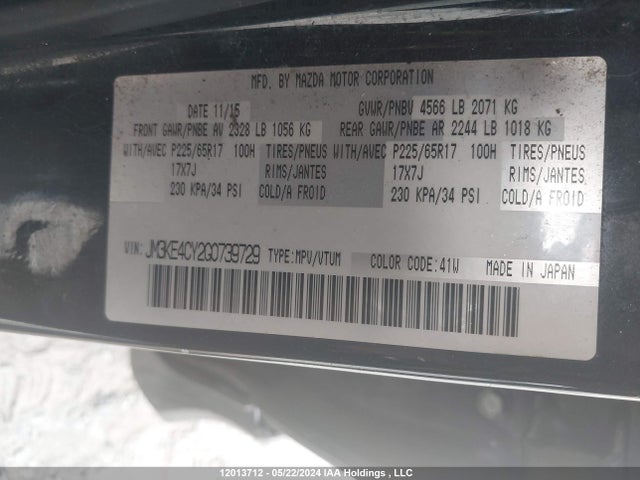 MFD. BY MAZDA MOTOR CORPORATION
DATE 11/15 GVWR/PNBV 4566 LB 2071 KG
FRONT GAWR/PNBE AV 2328 LB 1056 KG REAR GAWR/PNBE AR 2244 LB 1018 KG
WITH/AVEC P225/65R17 100H TIRES/PNEUS WITH/AVEC P225/65R17 100H TIRES/PNEUS
17X7J RIMS/JANTES 17X7J RIMS/JANTES
230 KPA/34 PSI COLD/A FROID 230 KPA/34 PSI COLD/A FROID
VIN: JM3KE4CY2G0739729 TYPE:MPV/VTUM COLOR CODE:41W MADE IN JAPAN
12013712 - 05/22/2024 IAA Holdings , LLC